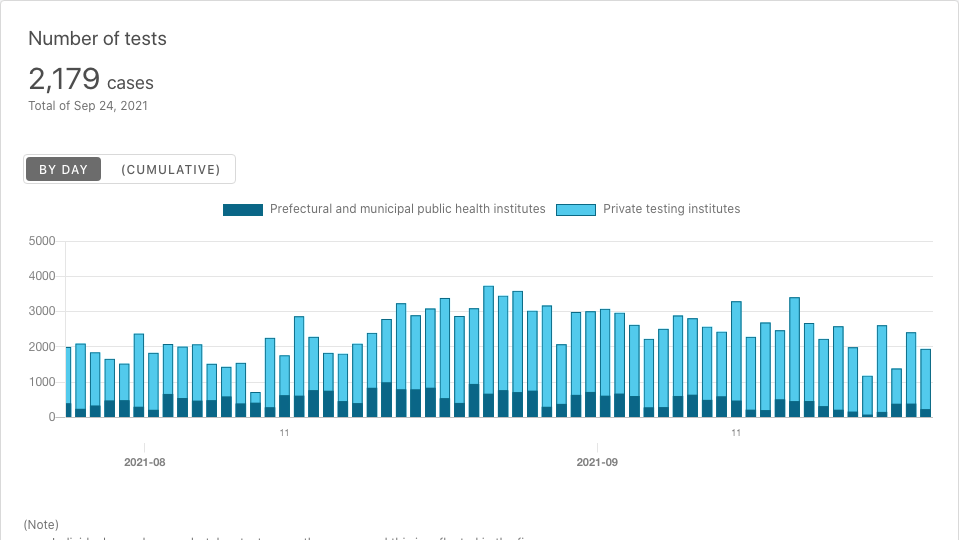 Number of tests
2,179 cases
Total of Sep 24, 2021
BY DAY (CUMULATIVE)
Prefectural and municipal public health institutes Private testing institutes
5000
4000
3000
2000
1000
0
11 11
2021-08 2021-09
(Note)